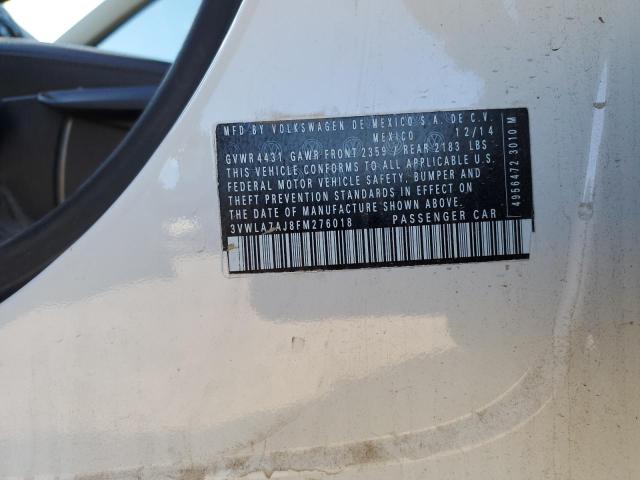 MFD BY VOLKSWAGEN DE MEXICO S.A. DE C.V.
MEXICO 12/14
GVWR 4431 GAWR FRONT 2359 / REAR 2183 LBS
THIS VEHICLE CONFORMS TO ALL APPLICABLE U.S.
FEDERAL MOTOR VEHICLE SAFETY, BUMPER AND
THEFT PREVENTION STANDARDS IN EFFECT ON THE
DATE OF MANUFACTURE SHOWN ABOVE.
3VWLA7AJ8FM276018 PASSENGER CAR
4956472 3010 M